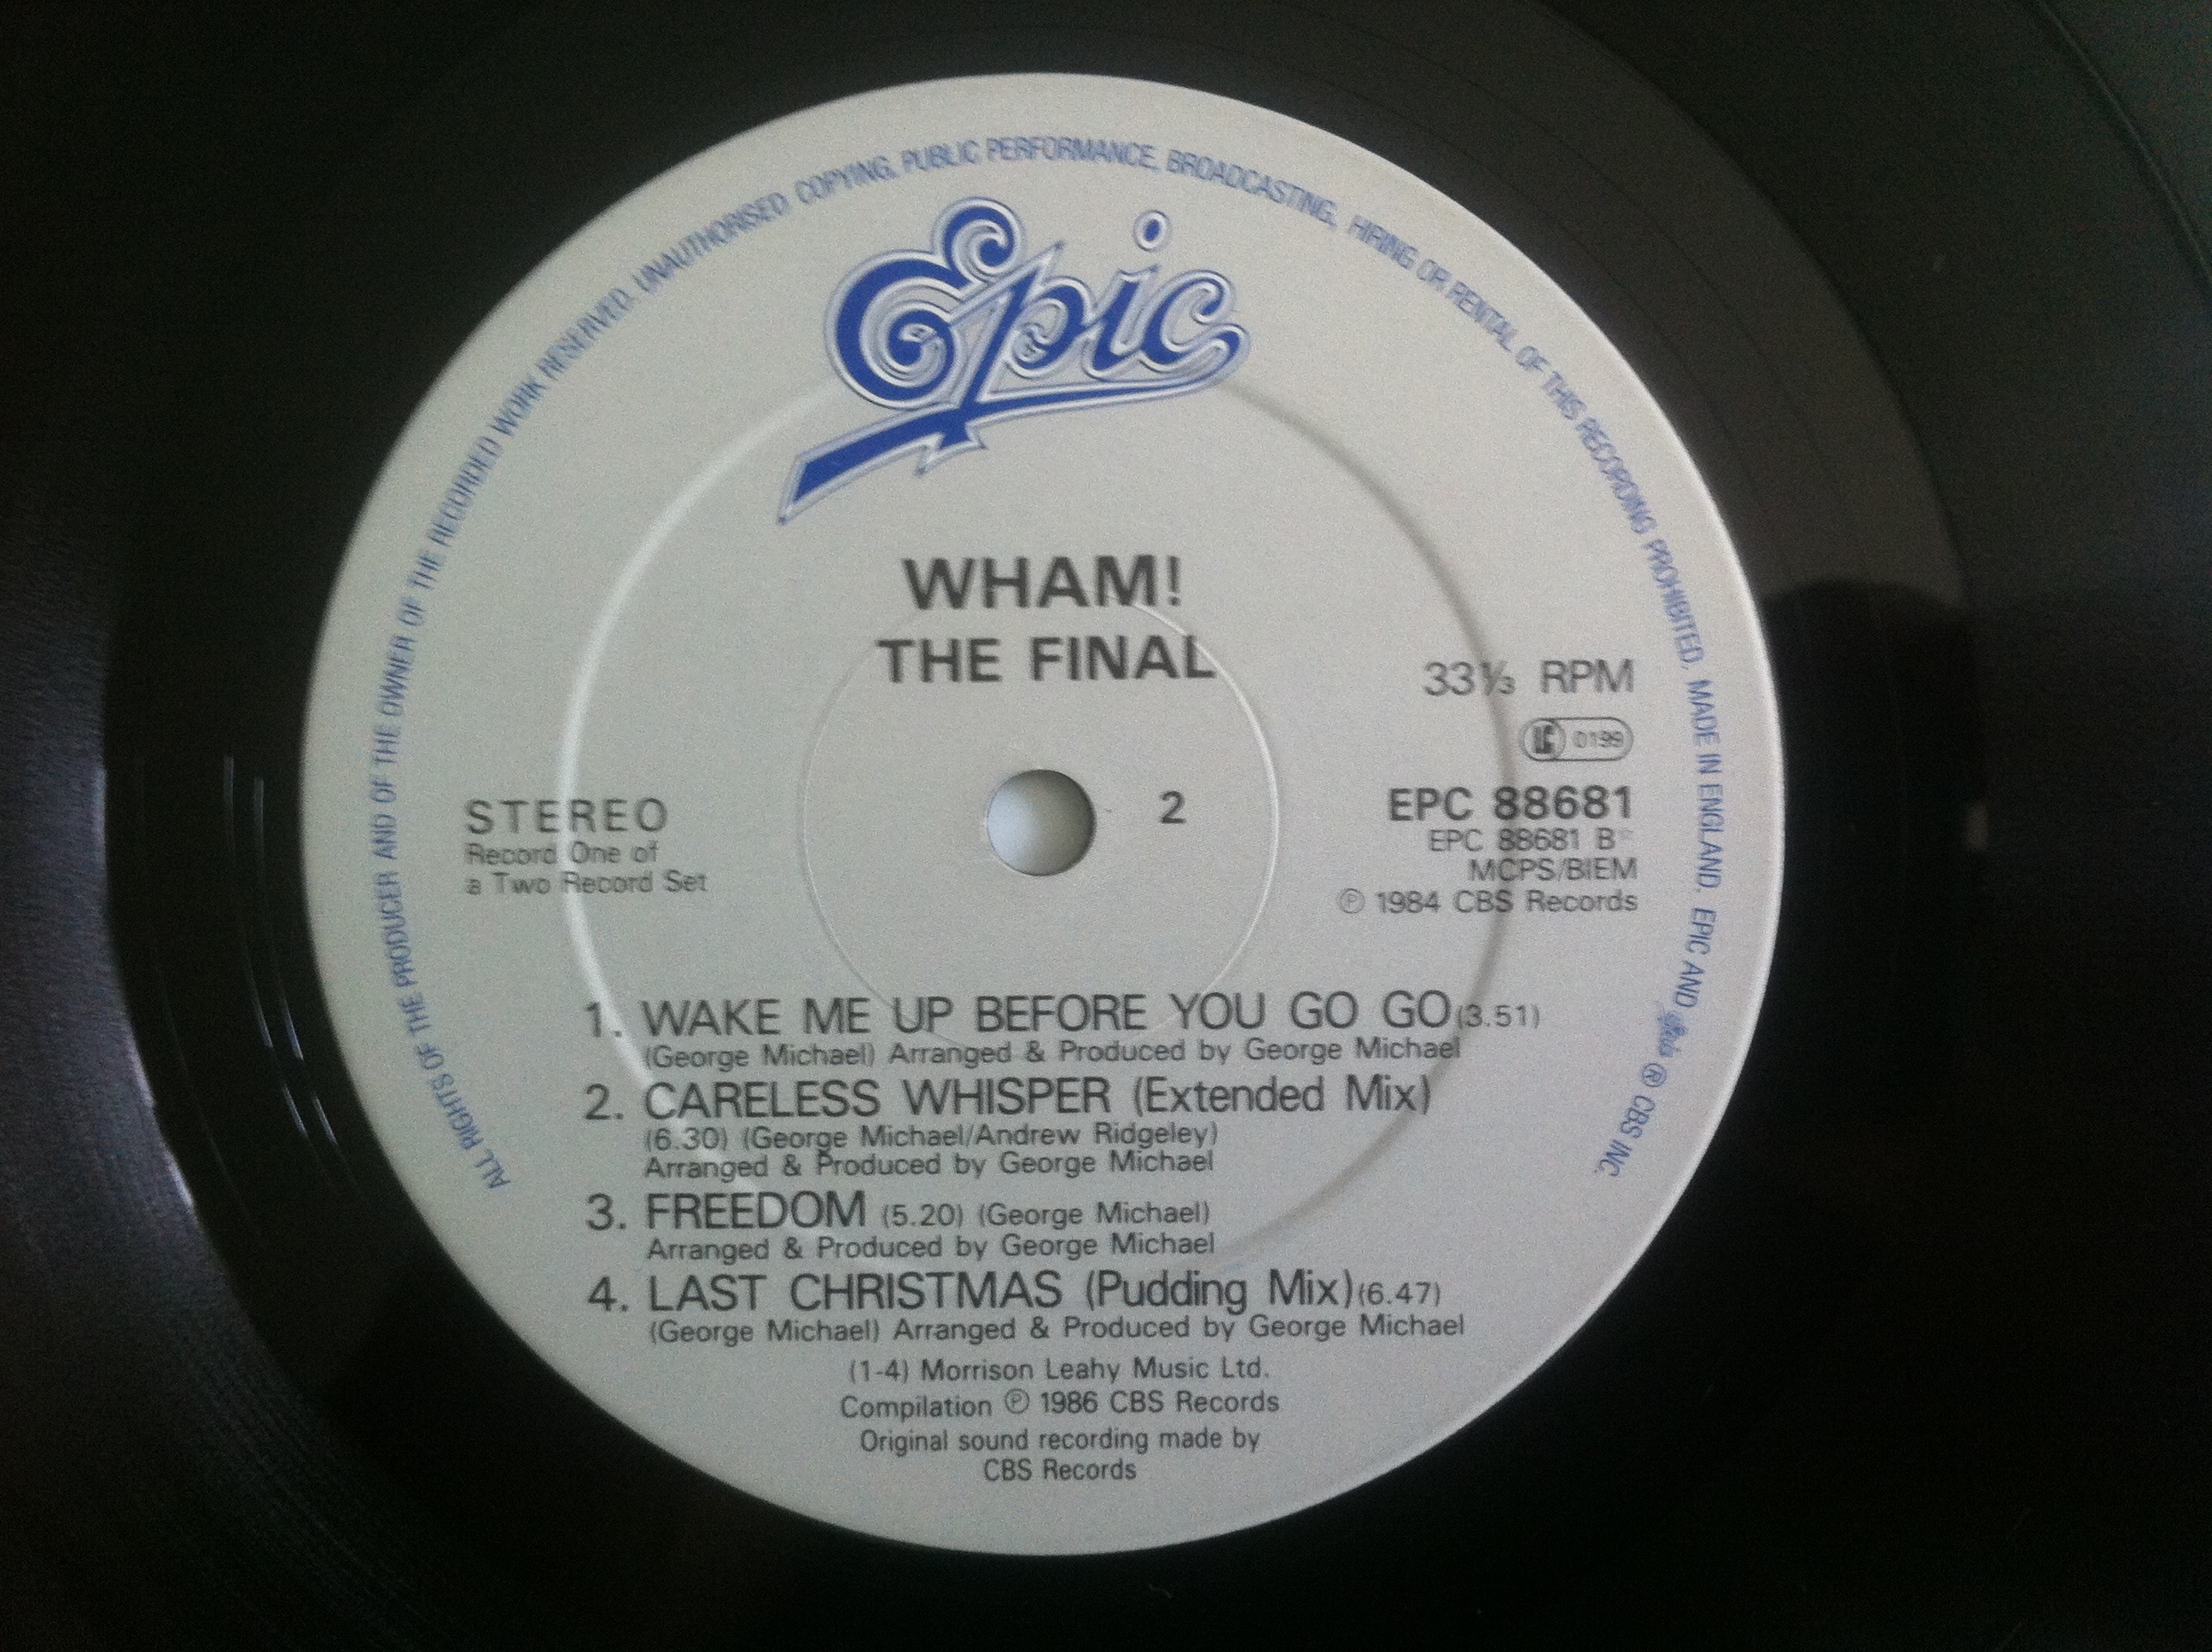 ALL RIGHTS OF THE PRODUCER AND OF THE OWNER OF THE RECORDED WORK RESERVED. UNAUTHORISED COPYING, PUBLIC PERFORMANCE, BROADCASTING, HIRING OR RENTAL OF THIS RECORDING PROHIBITED. MADE IN ENGLAND. EPIC AND Epic ® CBS INC.
Epic
WHAM!
THE FINAL
33⅓ RPM
LC 0199
STEREO
Record One of
a Two Record Set
2
EPC 88681
EPC 88681 B
MCPS/BIEM
℗ 1984 CBS Records
1. WAKE ME UP BEFORE YOU GO GO (3.51)
(George Michael) Arranged & Produced by George Michael
2. CARELESS WHISPER (Extended Mix)
(6.30) (George Michael/Andrew Ridgeley)
Arranged & Produced by George Michael
3. FREEDOM (5.20) (George Michael)
Arranged & Produced by George Michael
4. LAST CHRISTMAS (Pudding Mix) (6.47)
(George Michael) Arranged & Produced by George Michael
(1-4) Morrison Leahy Music Ltd.
Compilation ℗ 1986 CBS Records
Original sound recording made by
CBS Records